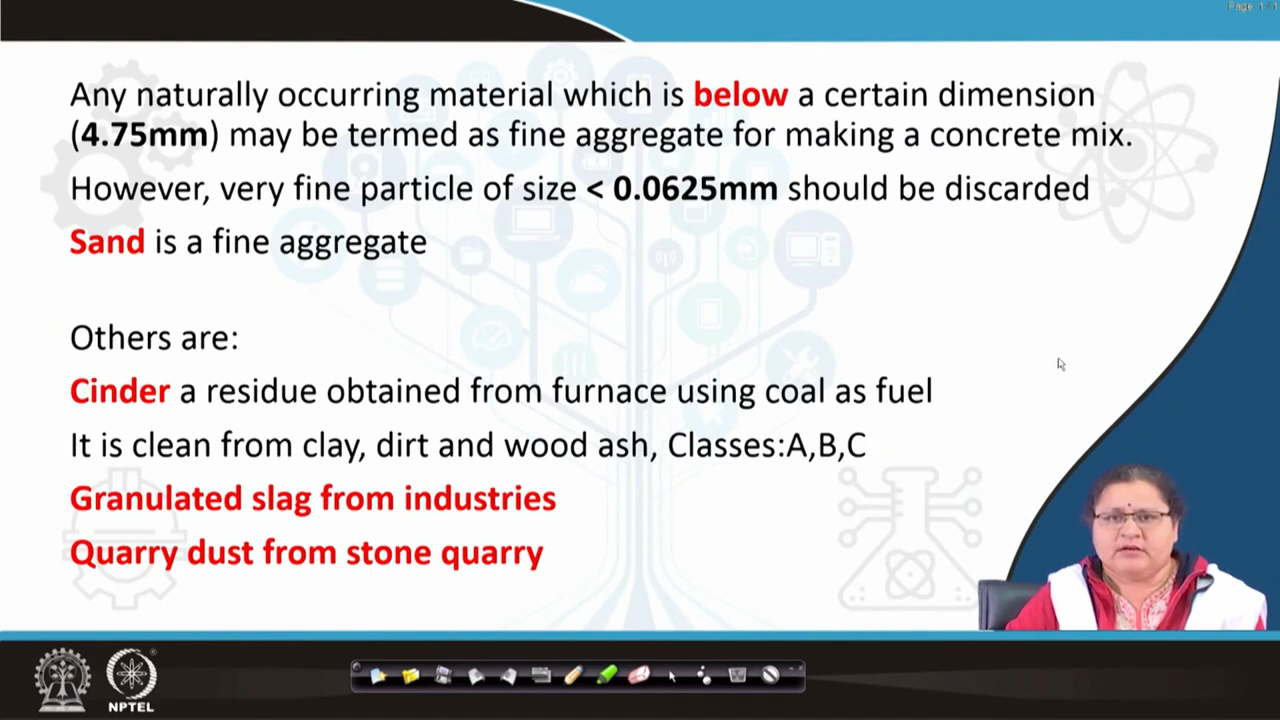 Page 1/1
Any naturally occurring material which is below a certain dimension
(4.75mm) may be termed as fine aggregate for making a concrete mix.
However, very fine particle of size < 0.0625mm should be discarded
Sand is a fine aggregate
Others are:
Cinder a residue obtained from furnace using coal as fuel
It is clean from clay, dirt and wood ash, Classes:A,B,C
Granulated slag from industries
Quarry dust from stone quarry
NPTEL